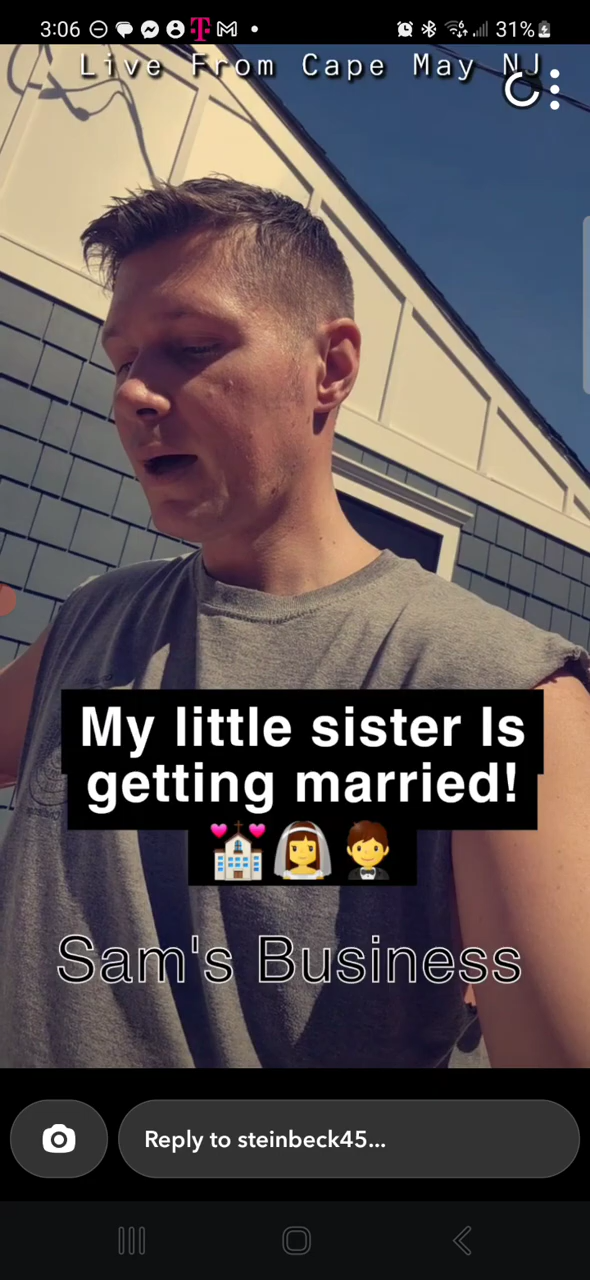 3:06
31%
Live From Cape May NJ
My little sister Is
getting married!
Sam's Business
Reply to steinbeck45...